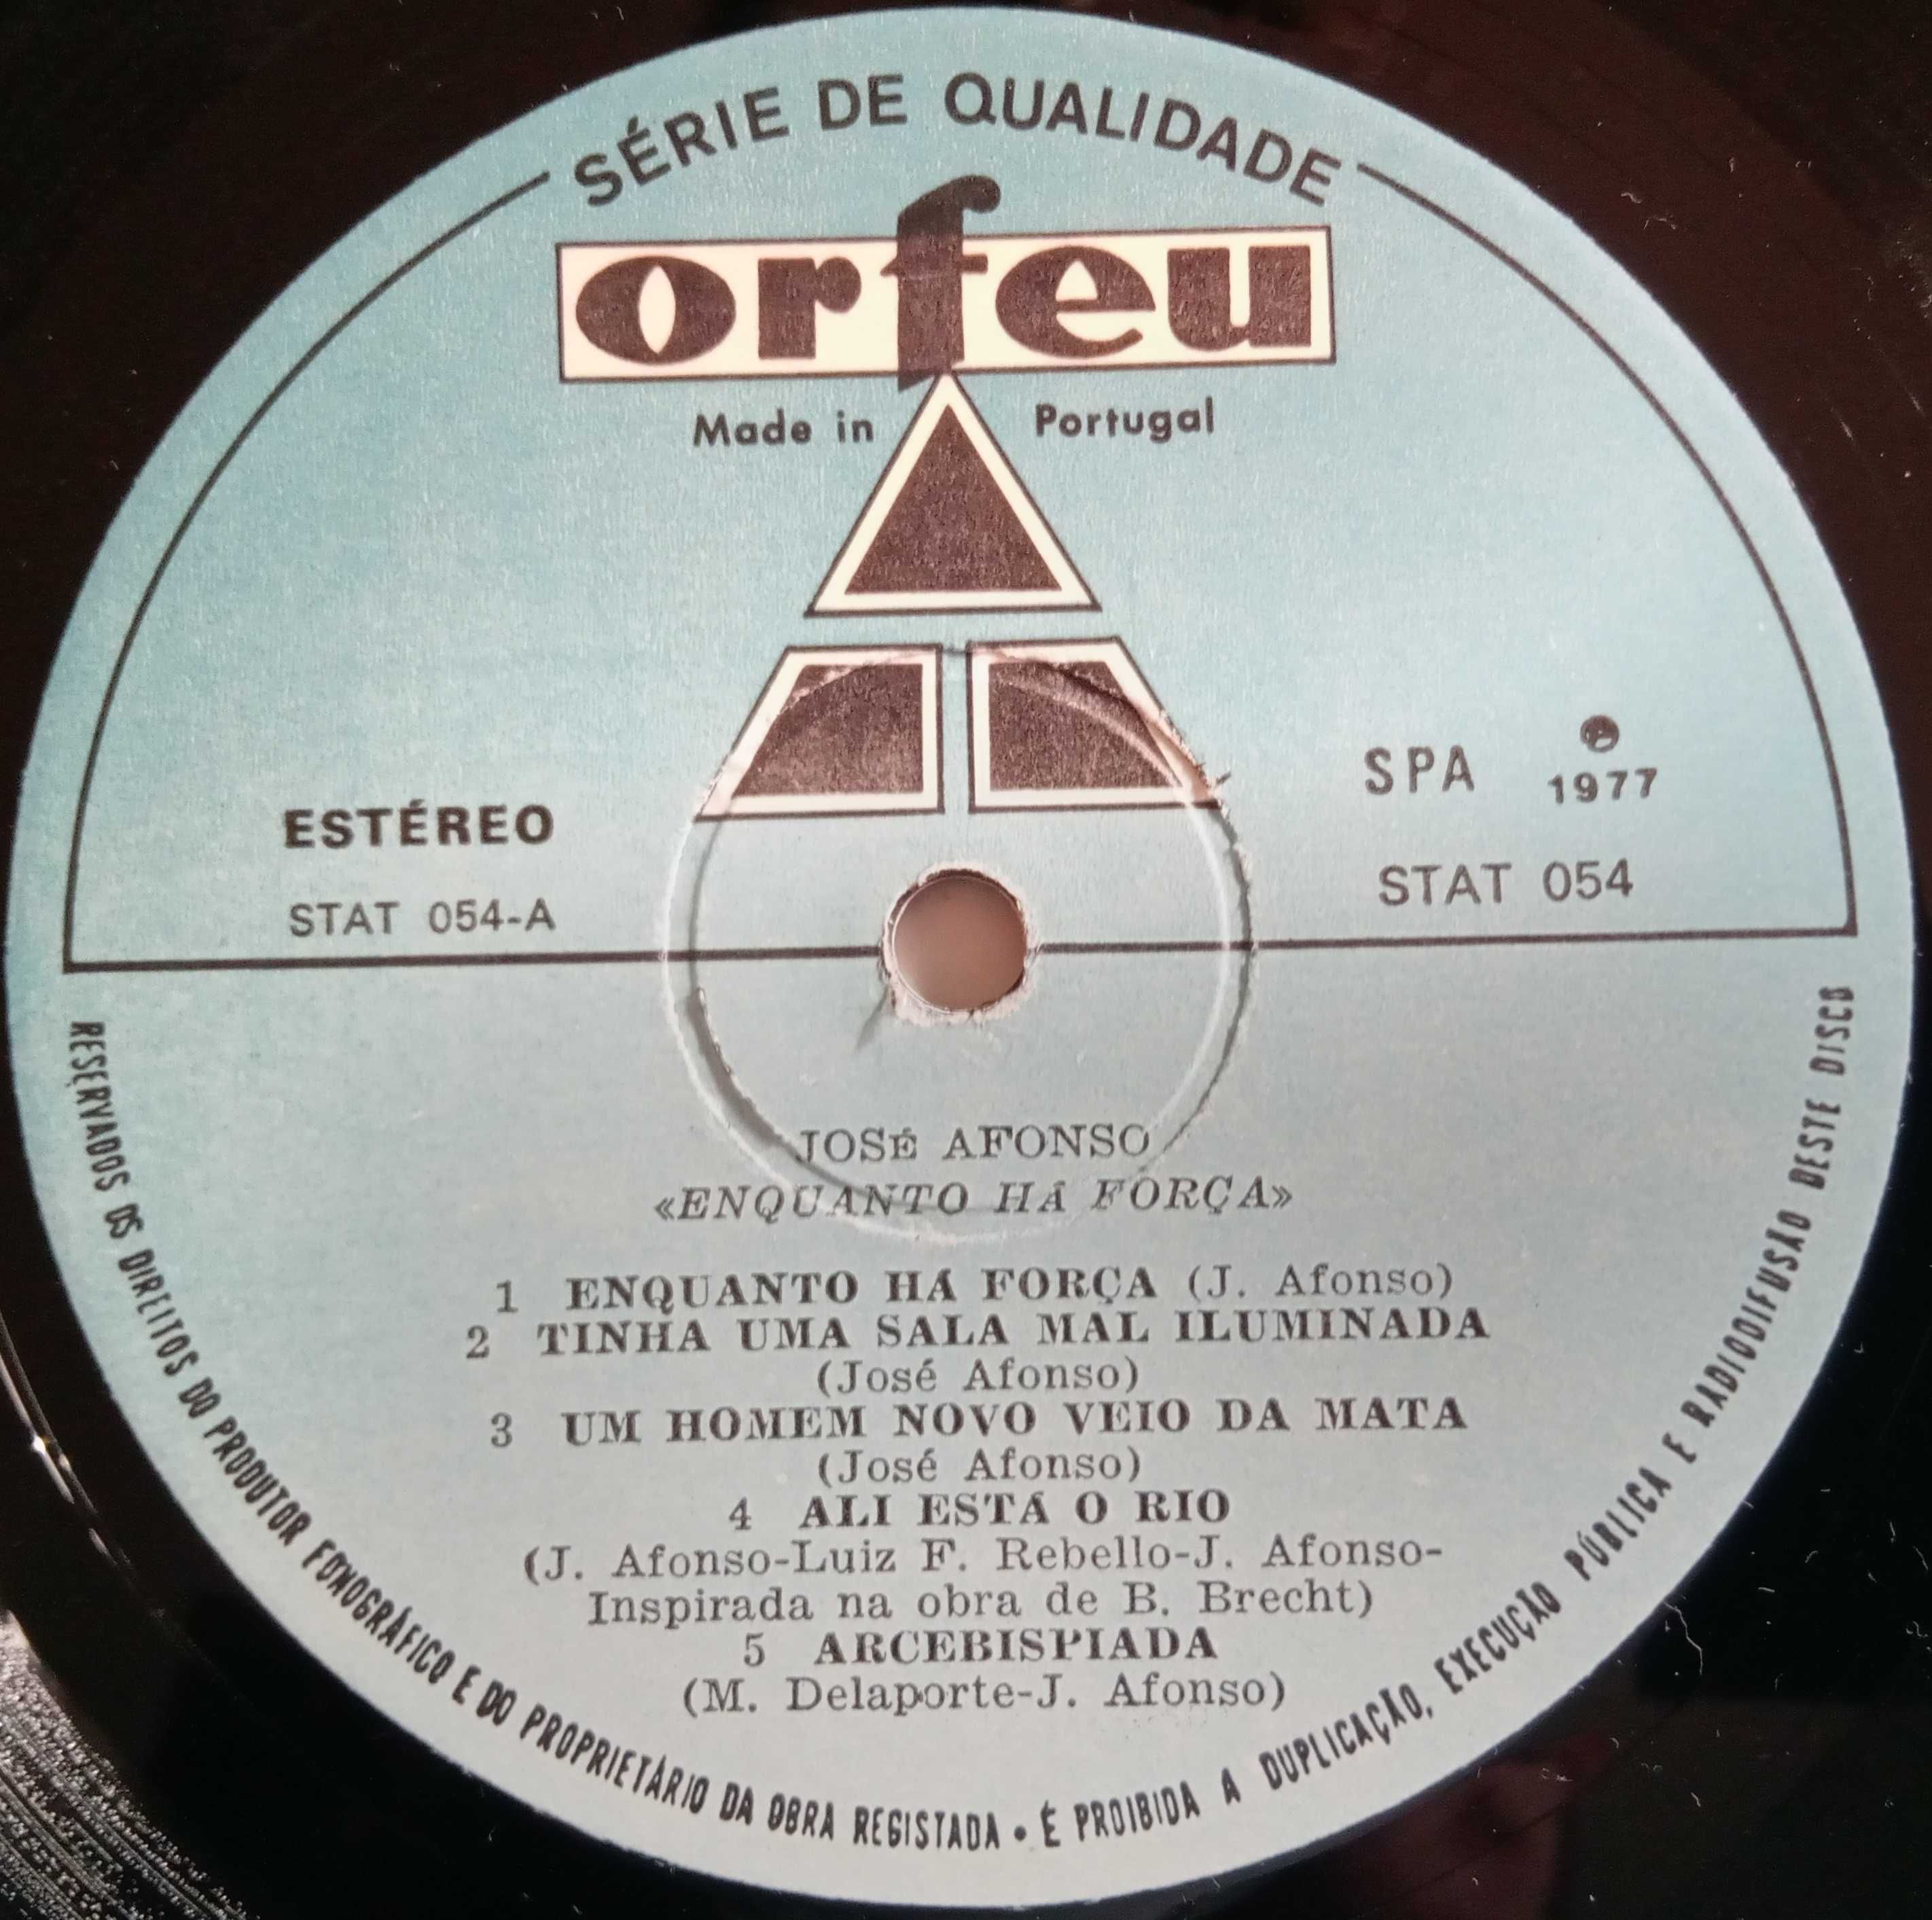 SÉRIE DE QUALIDADE
orfeu
Made in Portugal
SPA
℗
1977
ESTÉREO
STAT 054
STAT 054-A
JOSÉ AFONSO
«ENQUANTO HÁ FORÇA»
1 ENQUANTO HÁ FORÇA (J. Afonso)
2 TINHA UMA SALA MAL ILUMINADA
(José Afonso)
3 UM HOMEM NOVO VEIO DA MATA
(José Afonso)
4 ALI ESTÁ O RIO
(J. Afonso-Luiz F. Rebello-J. Afonso-
Inspirada na obra de B. Brecht)
5 ARCEBISPIADA
(M. Delaporte-J. Afonso)
RESERVADOS OS DIREITOS DO PRODUTOR FONOGRÁFICO E DO PROPRIETÁRIO DA OBRA REGISTADA • É PROIBIDA A DUPLICAÇÃO, EXECUÇÃO PÚBLICA E RADIODIFUSÃO DESTE DISCO